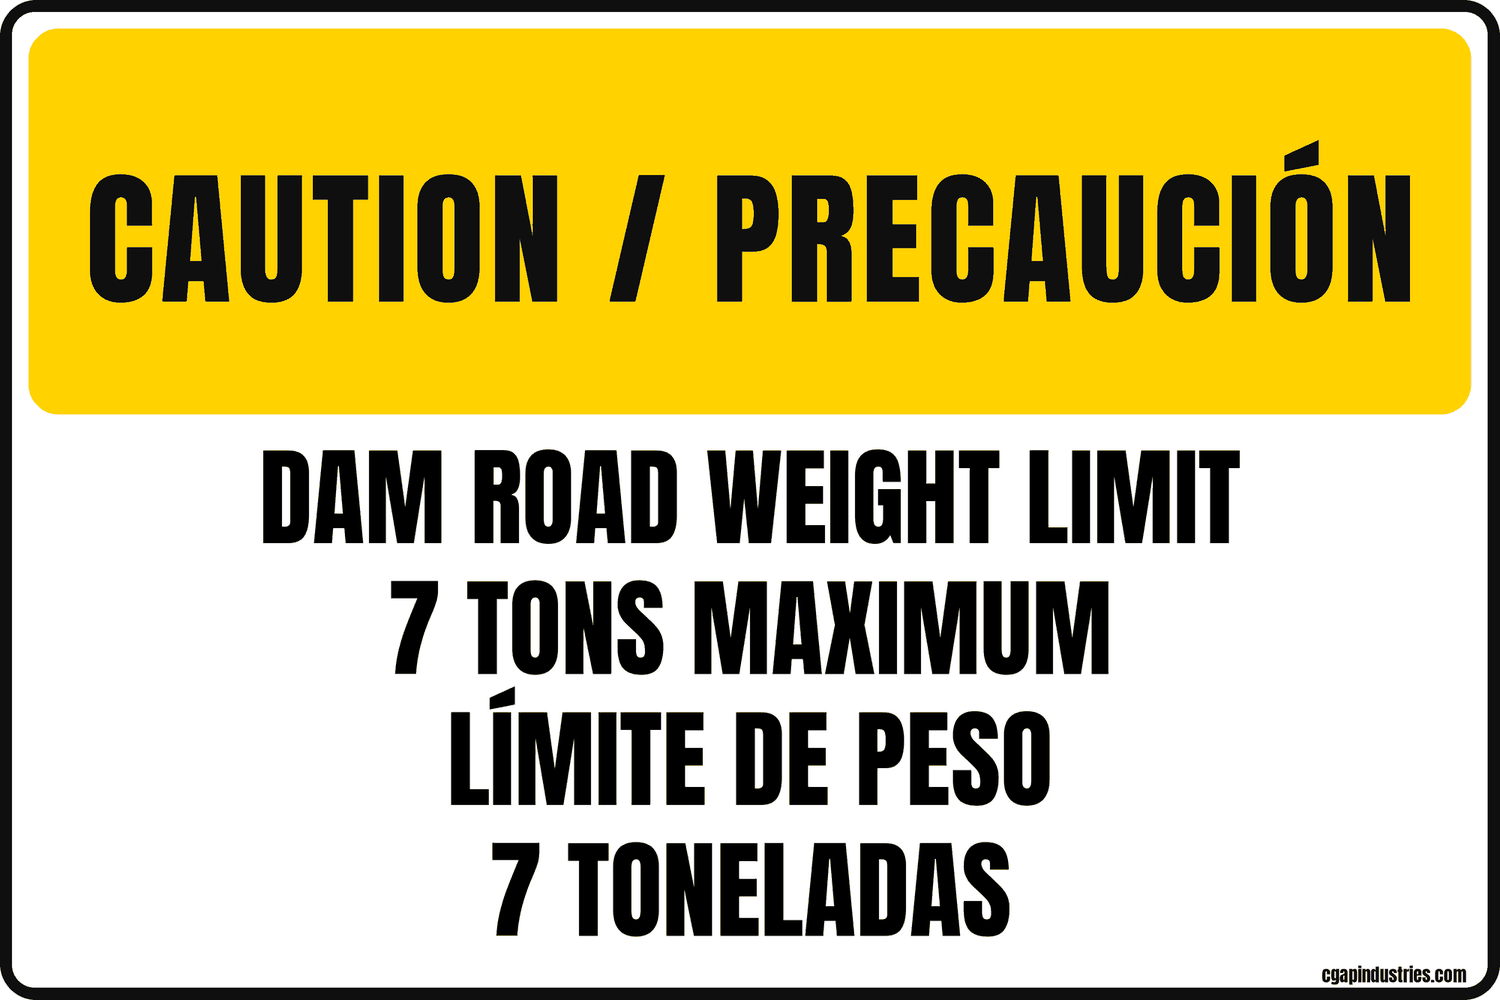 CAUTION / PRECAUCIÓN
DAM ROAD WEIGHT LIMIT
7 TONS MAXIMUM
LÍMITE DE PESO
7 TONELADAS
cgapindustries.com